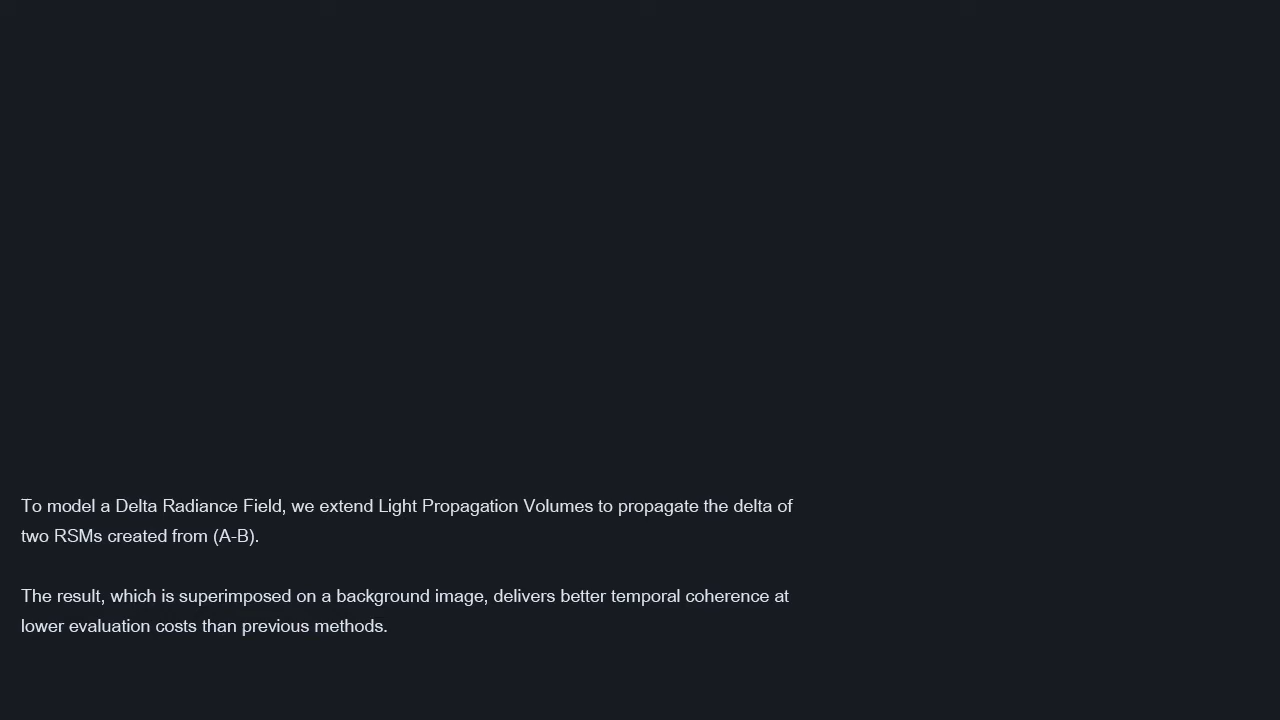 To model a Delta Radiance Field, we extend Light Propagation Volumes to propagate the delta of
two RSMs created from (A-B).
The result, which is superimposed on a background image, delivers better temporal coherence at
lower evaluation costs than previous methods.